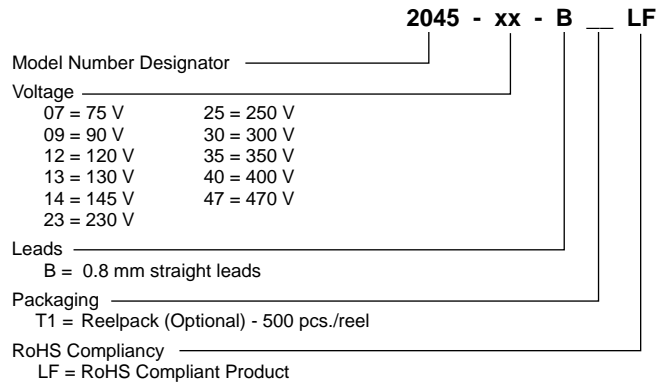 2045 - xx - B __ LF
Model Number Designator
Voltage
07 = 75 V 25 = 250 V
09 = 90 V 30 = 300 V
12 = 120 V 35 = 350 V
13 = 130 V 40 = 400 V
14 = 145 V 47 = 470 V
23 = 230 V
Leads
B = 0.8 mm straight leads
Packaging
T1 = Reelpack (Optional) - 500 pcs./reel
RoHS Compliancy
LF = RoHS Compliant Product